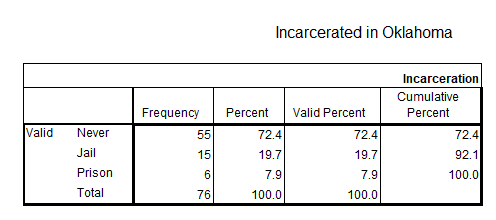 Incarcerated in Oklahoma
Incarceration
Frequency Percent Valid Percent Cumulative Percent
Valid Never 55 72.4 72.4 72.4
Jail 15 19.7 19.7 92.1
Prison 6 7.9 7.9 100.0
Total 76 100.0 100.0